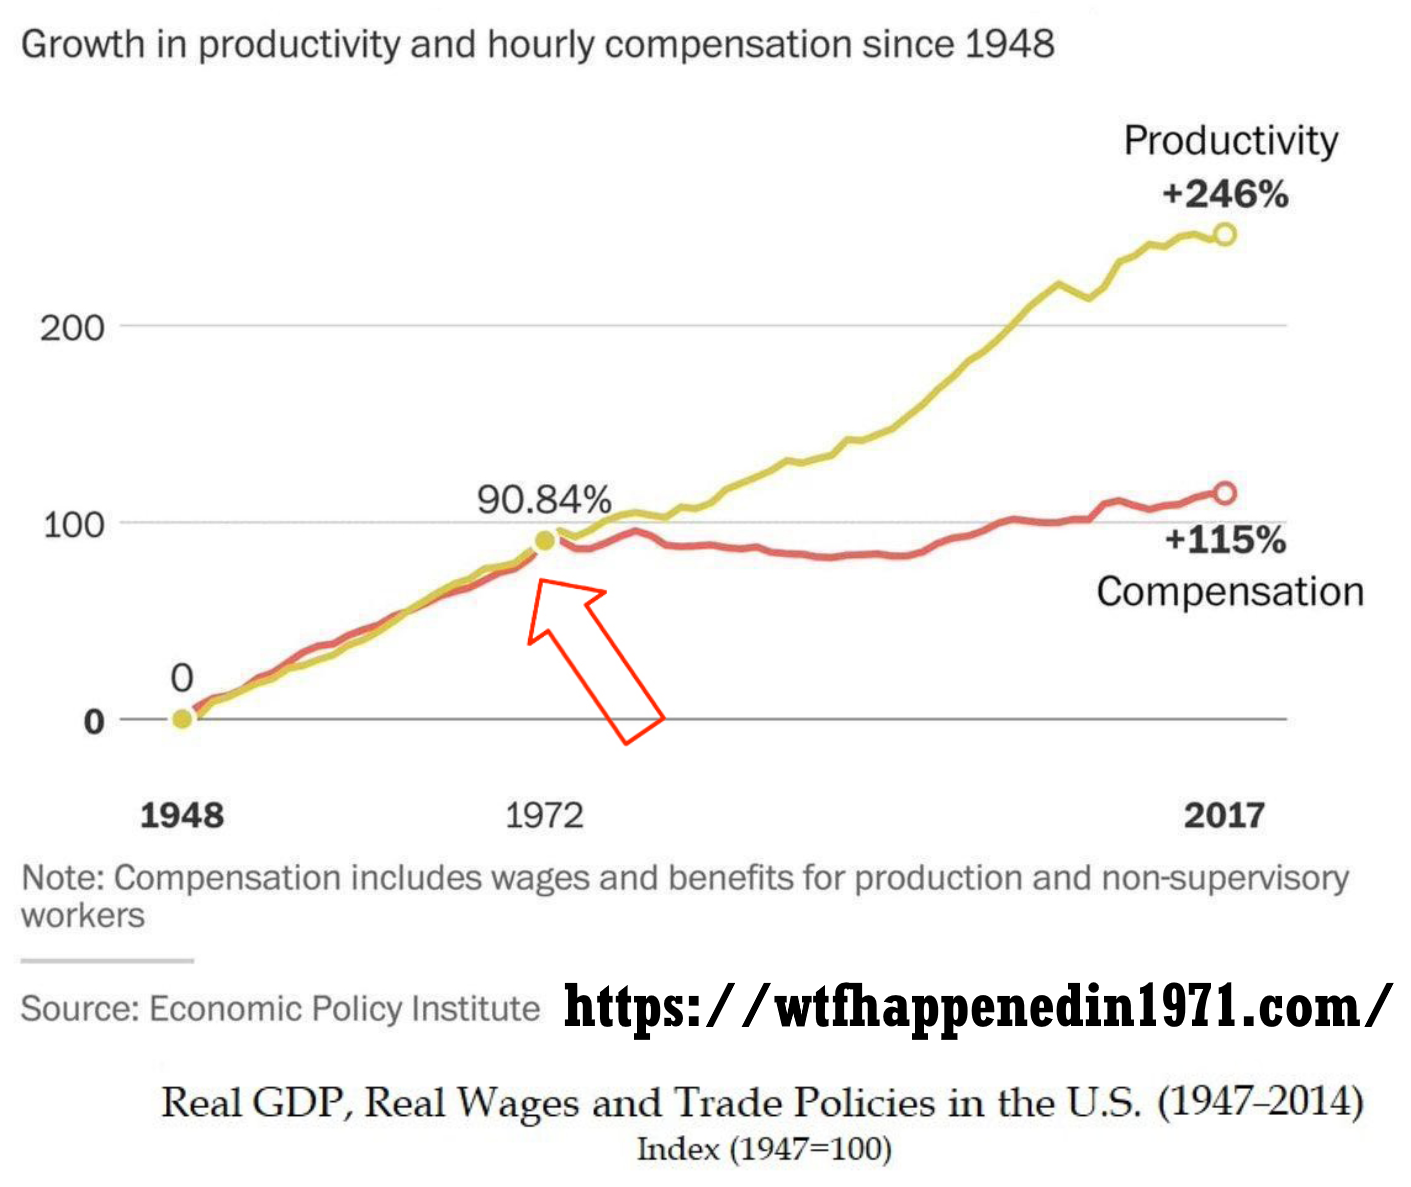 Growth in productivity and hourly compensation since 1948
Productivity
+246%
200
90.84%
100
+115%
Compensation
0
0
1948
1972
2017
Note: Compensation includes wages and benefits for production and non-supervisory
workers
Source: Economic Policy Institute
https://wtfhappenedin1971.com/
Real GDP, Real Wages and Trade Policies in the U.S. (1947–2014)
Index (1947=100)